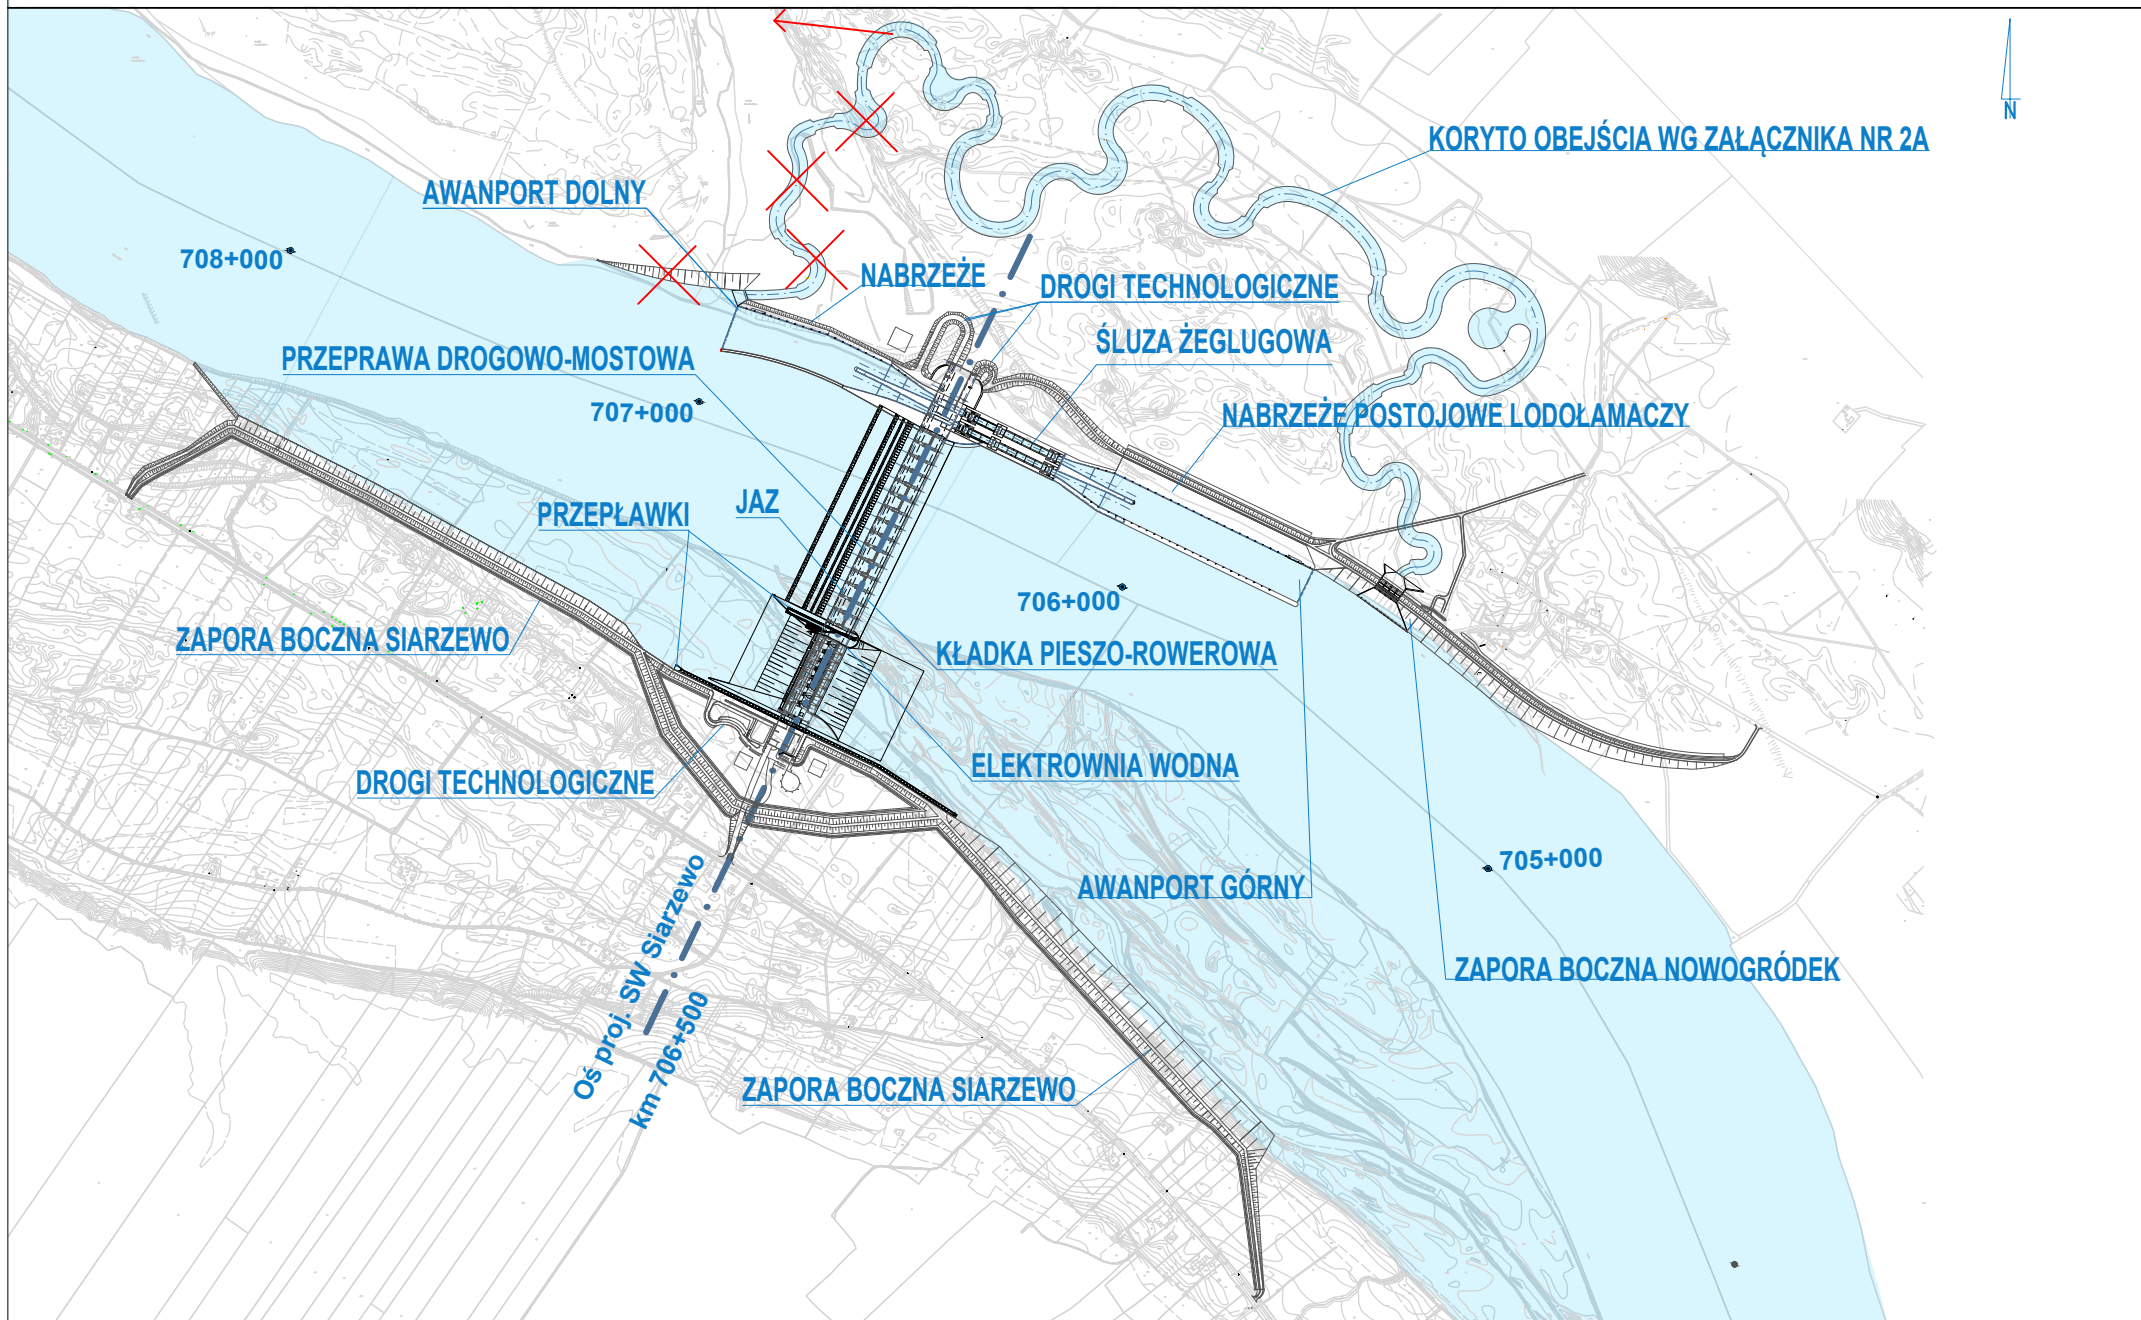 N
KORYTO OBEJŚCIA WG ZAŁĄCZNIKA NR 2A
AWANPORT DOLNY
708+000
NABRZEŻE
DROGI TECHNOLOGICZNE
ŚLUZA ŻEGLUGOWA
PRZEPRAWA DROGOWO-MOSTOWA
707+000
NABRZEŻE POSTOJOWE LODOŁAMACZY
JAZ
PRZEPŁAWKI
706+000
ZAPORA BOCZNA SIARZEWO
KŁADKA PIESZO-ROWEROWA
ELEKTROWNIA WODNA
DROGI TECHNOLOGICZNE
705+000
AWANPORT GÓRNY
ZAPORA BOCZNA NOWOGRÓDEK
Oś proj. SW Siarzewo
km 706+500
ZAPORA BOCZNA SIARZEWO